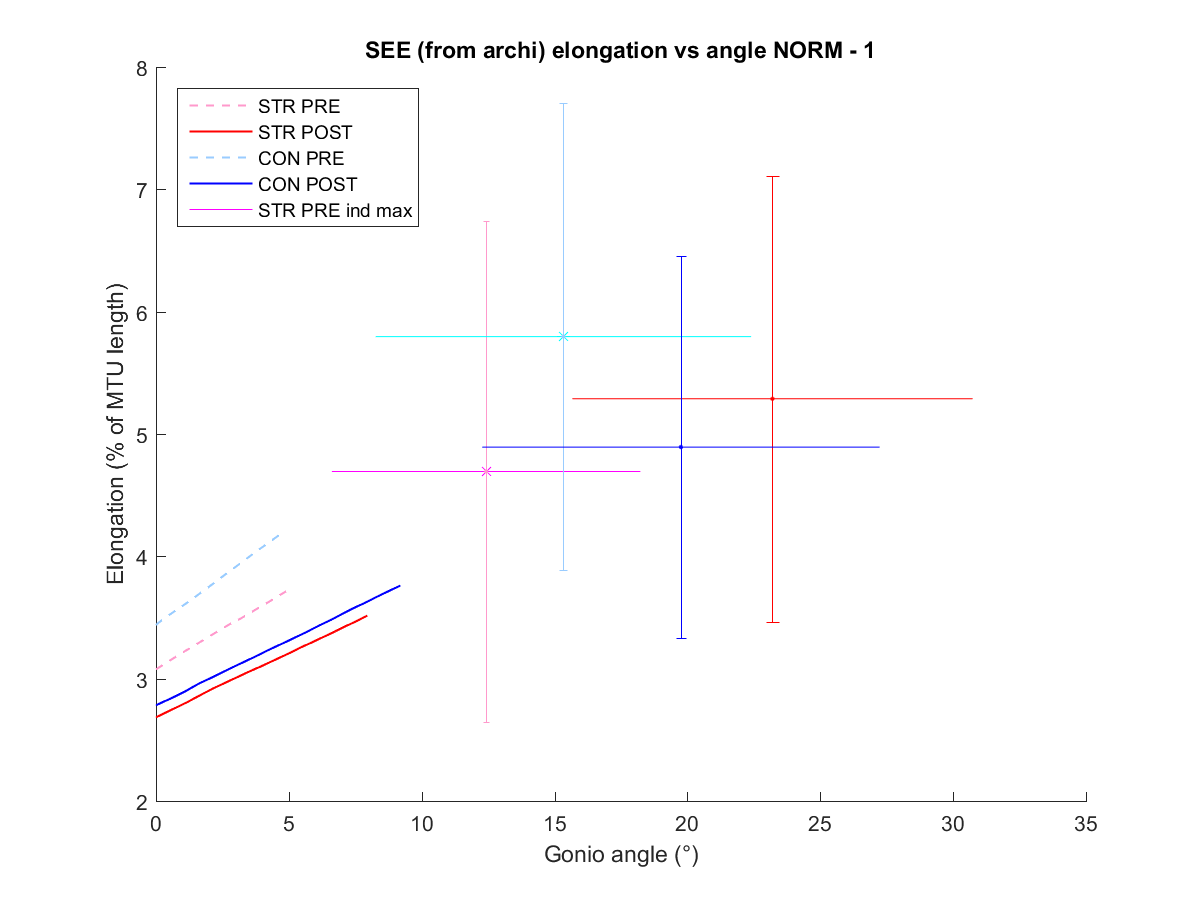 SEE (from archi) elongation vs angle NORM - 1
8
7
6
5
4
3
2
Elongation (% of MTU length)
STR PRE
STR POST
CON PRE
CON POST
STR PRE ind max
0 5 10 15 20 25 30 35
Gonio angle (°)